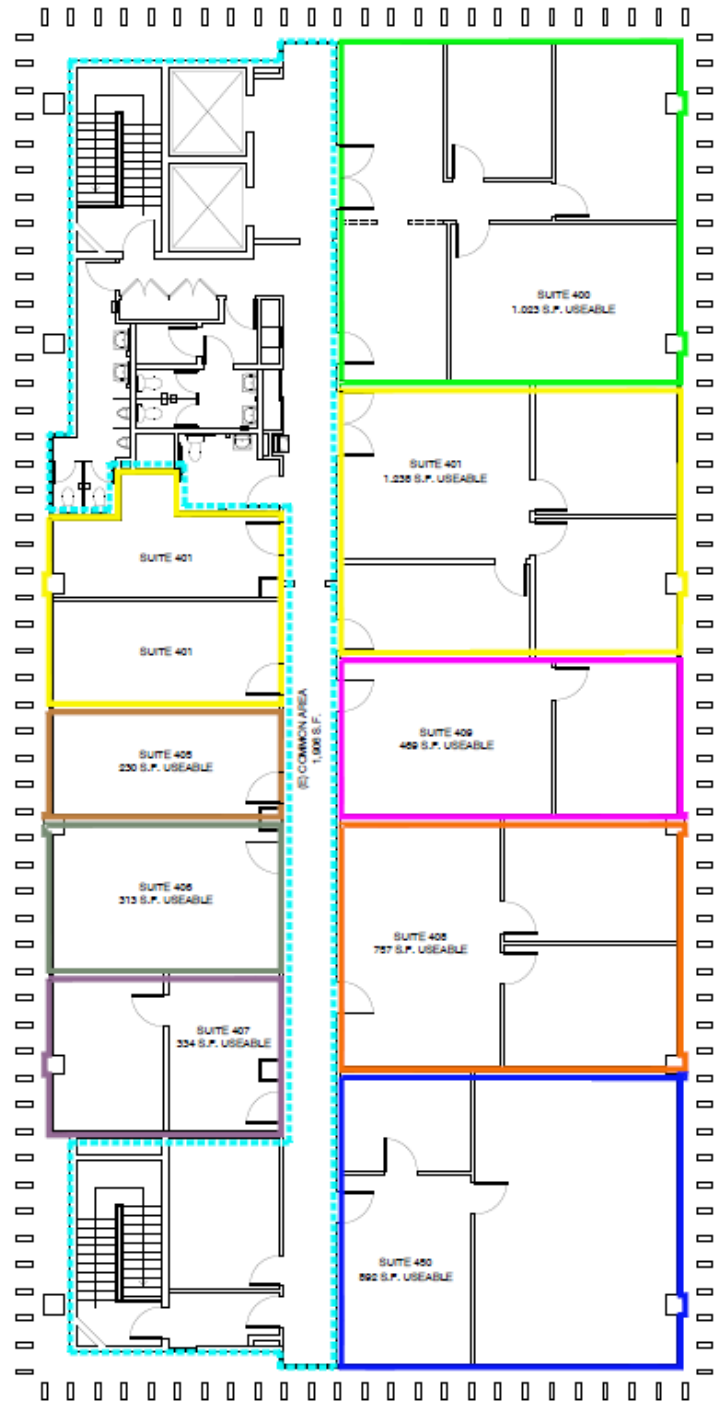 SUITE 400
1.023 S.F. USEABLE
SUITE 401
1.236 S.F. USEABLE
SUITE 401
SUITE 401
SUITE 405
230 S.F. USEABLE
SUITE 409
469 S.F. USEABLE
(E) COMMON AREA
1,906 S.F.
SUITE 406
313 S.F. USEABLE
SUITE 408
757 S.F. USEABLE
SUITE 407
334 S.F. USEABLE
SUITE 450
892 S.F. USEABLE